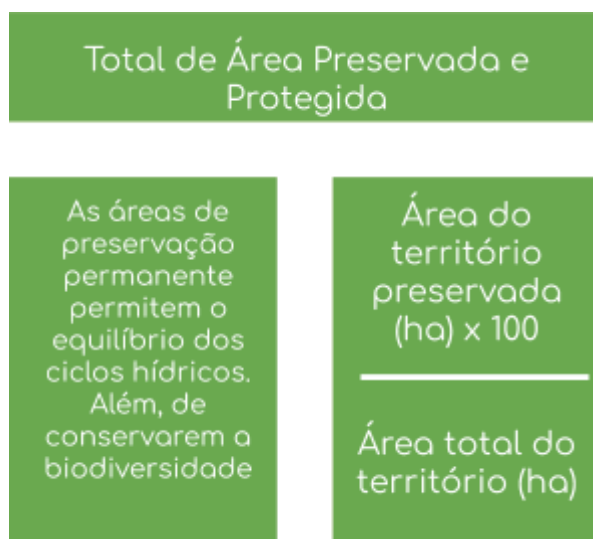 Total de Área Preservada e
Protegida
As áreas de
preservação
permanente
permitem o
equilíbrio dos
ciclos hídricos.
Além, de
conservarem a
biodiversidade
Área do
território
preservada
(ha) x 100
Área total do
território (ha)